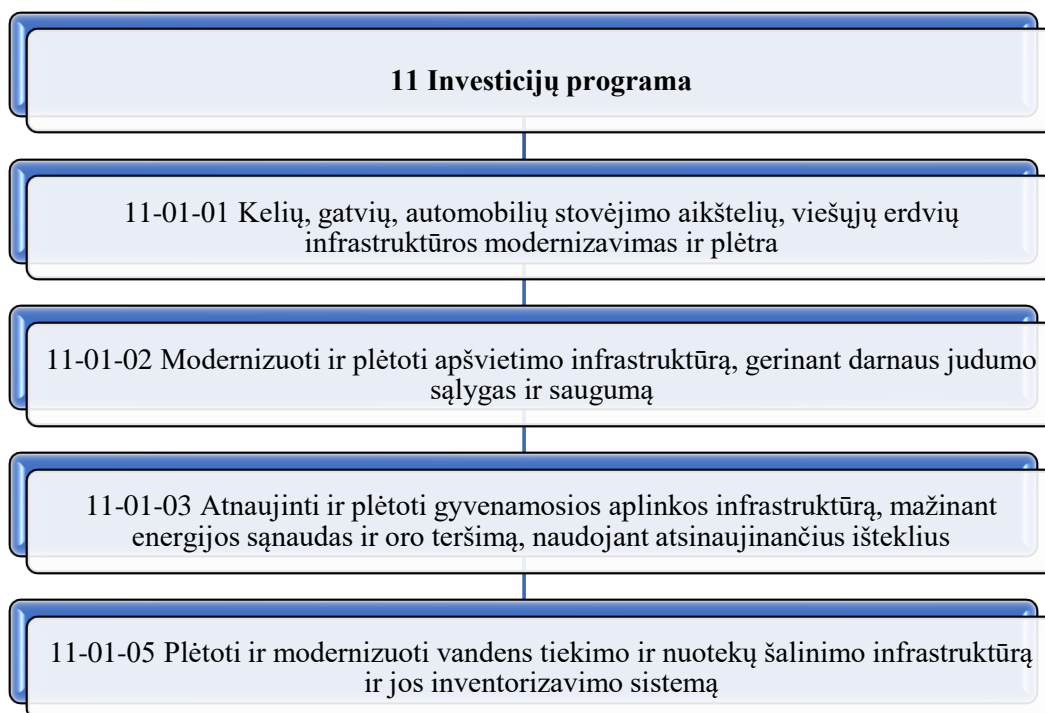 11 Investicijų programa
11-01-01 Kelių, gatvių, automobilių stovėjimo aikštelių, viešųjų erdvių
infrastruktūros modernizavimas ir plėtra
11-01-02 Modernizuoti ir plėtoti apšvietimo infrastruktūrą, gerinant darnaus judumo
sąlygas ir saugumą
11-01-03 Atnaujinti ir plėtoti gyvenamosios aplinkos infrastruktūrą, mažinant
energijos sąnaudas ir oro teršimą, naudojant atsinaujinančius išteklius
11-01-05 Plėtoti ir modernizuoti vandens tiekimo ir nuotekų šalinimo infrastruktūrą
ir jos inventorizavimo sistemą